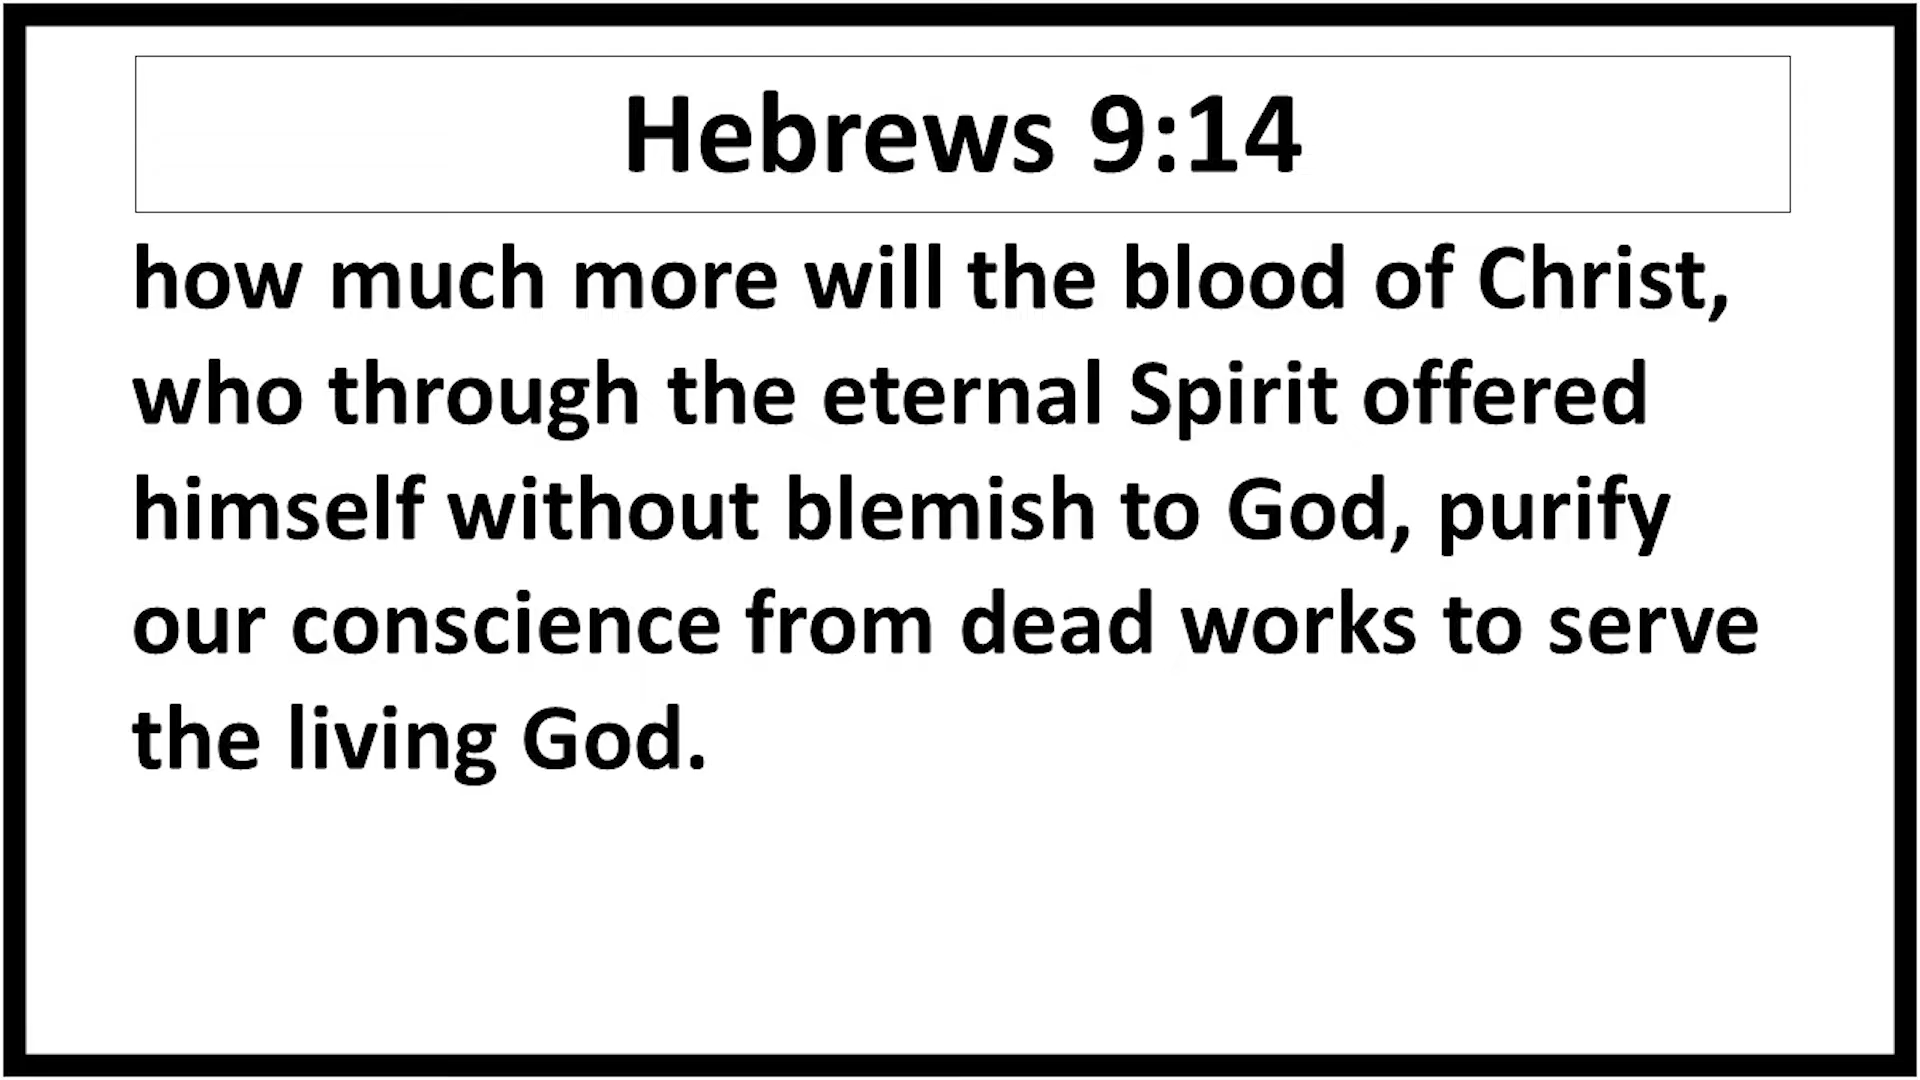 Hebrews 9:14
how much more will the blood of Christ,
who through the eternal Spirit offered
himself without blemish to God, purify
our conscience from dead works to serve
the living God.